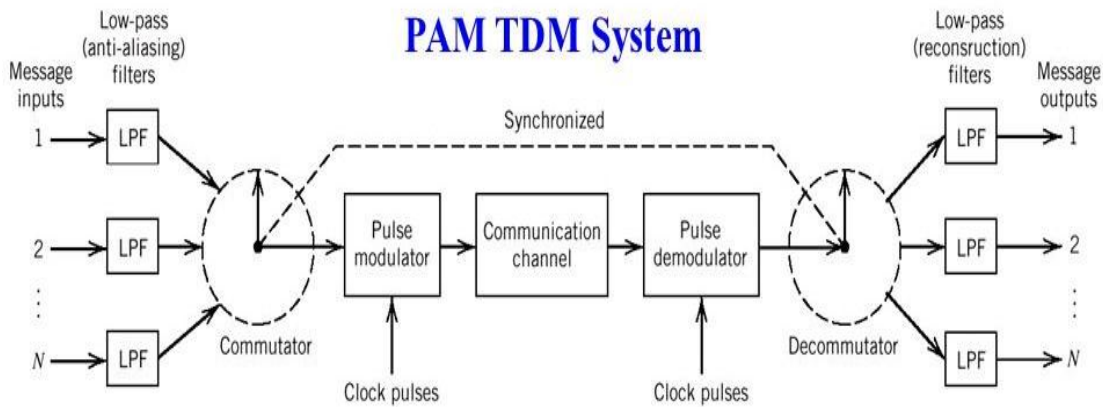 PAM TDM System
Low-pass
(anti-aliasing)
filters
Message
inputs
Low-pass
(reconsruction)
filters
Message
outputs
1
LPF
Synchronized
LPF
1
2
LPF
Pulse
modulator
Communication
channel
Pulse
demodulator
LPF
2
⋮
⋮
Commutator
Decommutator
N
LPF
LPF
N
Clock pulses
Clock pulses